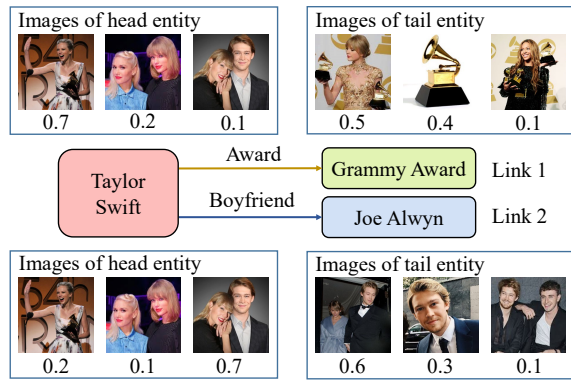 Images of head entity
Images of tail entity
0.7 0.2 0.1
0.5 0.4 0.1
Taylor Swift
Award
Grammy Award
Link 1
Boyfriend
Joe Alwyn
Link 2
Images of head entity
Images of tail entity
0.2 0.1 0.7
0.6 0.3 0.1